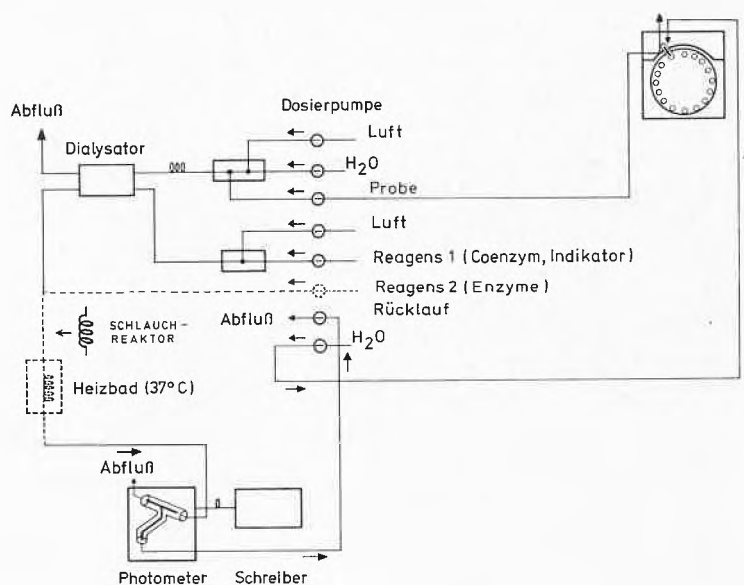 Dosierpumpe
Abfluß
Luft
Dialysator
H2O
Probe
Luft
Reagens 1 (Coenzym, Indikator)
Reagens 2 (Enzyme)
Rücklauf
Abfluß
H2O
SCHLAUCH-
REAKTOR
Heizbad (37°C)
Abfluß
Photometer
Schreiber